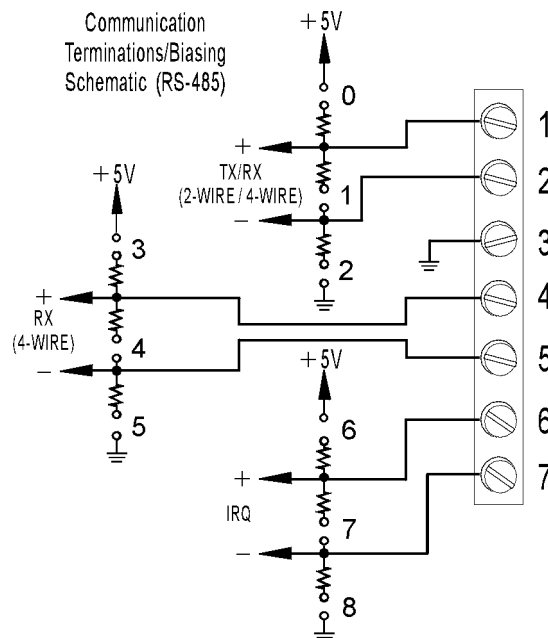 Communication
Terminations/Biasing
Schematic (RS-485)
+5V
0
+
TX/RX
1
(2-WIRE / 4-WIRE)
−
2
+5V
3
+
RX
(4-WIRE)
4
−
5
+5V
6
+
IRQ
7
−
8
1
2
3
4
5
6
7